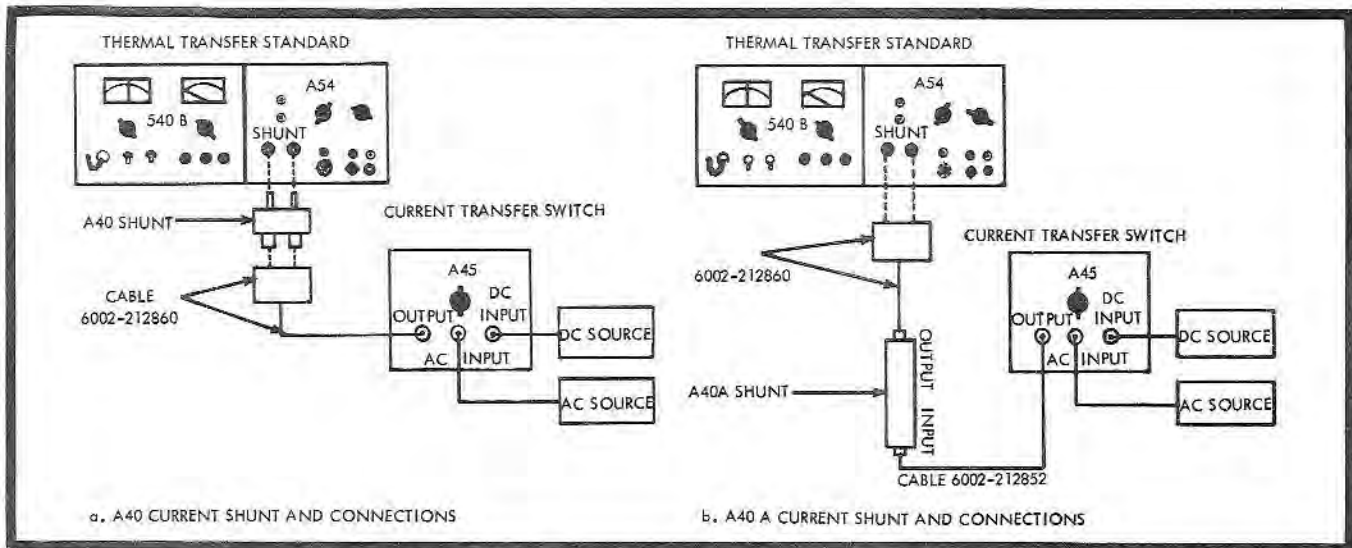 THERMAL TRANSFER STANDARD
A54
540 B
SHUNT
A40 SHUNT
CURRENT TRANSFER SWITCH
A45
DC
OUTPUT INPUT
AC INPUT
DC SOURCE
AC SOURCE
CABLE
6002-212860
a. A40 CURRENT SHUNT AND CONNECTIONS
THERMAL TRANSFER STANDARD
A54
540 B
SHUNT
6002-212860
CURRENT TRANSFER SWITCH
A45
DC
OUTPUT INPUT
AC INPUT
DC SOURCE
AC SOURCE
OUTPUT INPUT
A40A SHUNT
CABLE 6002-212852
b. A40 A CURRENT SHUNT AND CONNECTIONS